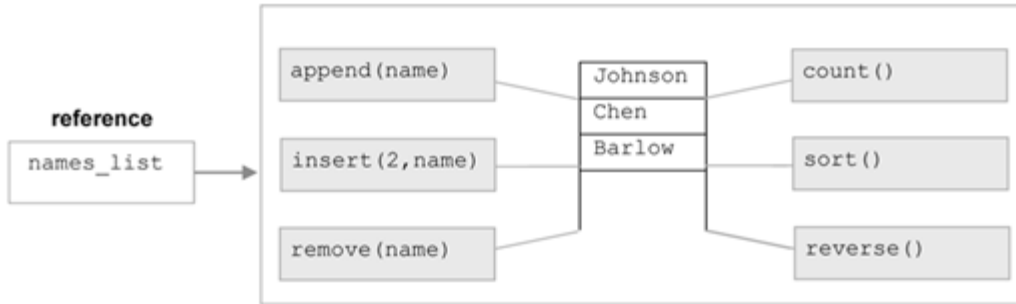 reference
names_list
append(name)
insert(2,name)
remove(name)
Johnson
Chen
Barlow
count()
sort()
reverse()